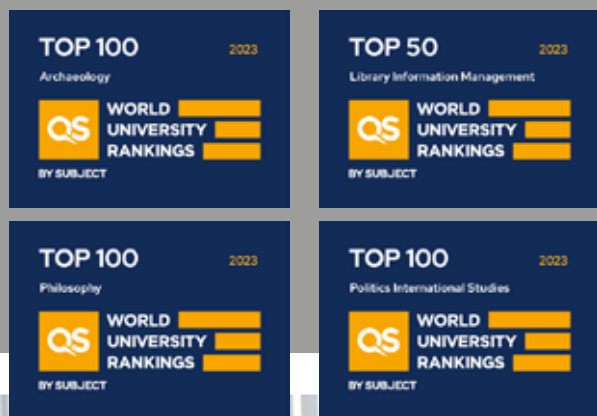 TOP 100 2023
Archaeology
QS WORLD
UNIVERSITY
RANKINGS
BY SUBJECT
TOP 50 2023
Library Information Management
QS WORLD
UNIVERSITY
RANKINGS
BY SUBJECT
TOP 100 2023
Philosophy
QS WORLD
UNIVERSITY
RANKINGS
BY SUBJECT
TOP 100 2023
Politics International Studies
QS WORLD
UNIVERSITY
RANKINGS
BY SUBJECT